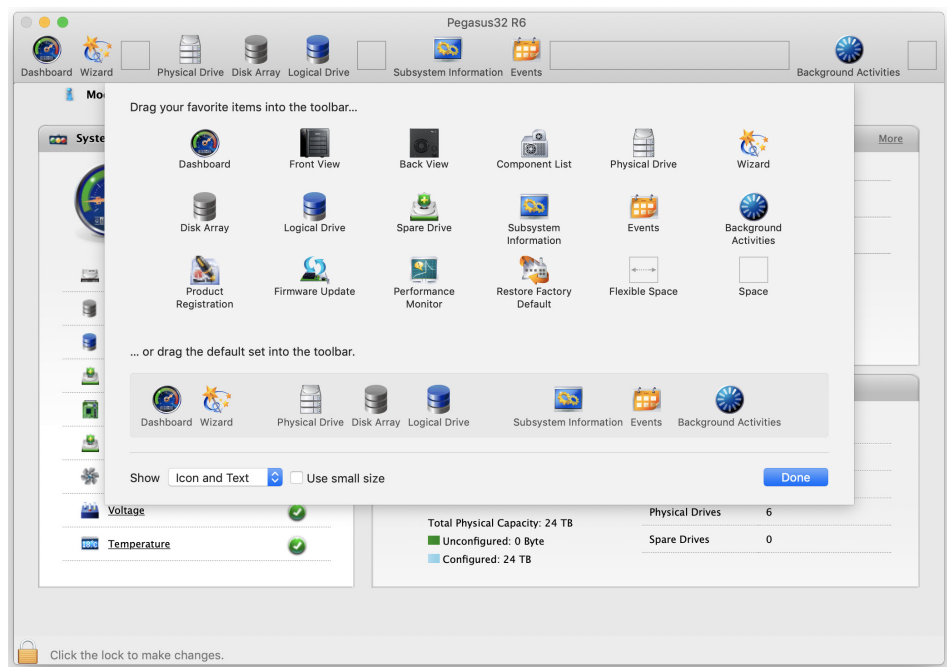 Pegasus32 R6
Dashboard Wizard Physical Drive Disk Array Logical Drive Subsystem Information Events Background Activities
Mo
Drag your favorite items into the toolbar...
Syste
More
Dashboard Front View Back View Component List Physical Drive Wizard
Disk Array Logical Drive Spare Drive Subsystem Information Events Background Activities
Product Registration Firmware Update Performance Monitor Restore Factory Default Flexible Space Space
... or drag the default set into the toolbar.
Dashboard Wizard Physical Drive Disk Array Logical Drive Subsystem Information Events Background Activities
Show Icon and Text Use small size Done
Voltage
Physical Drives 6
Total Physical Capacity: 24 TB
Unconfigured: 0 Byte
Spare Drives 0
Temperature
Configured: 24 TB
Click the lock to make changes.